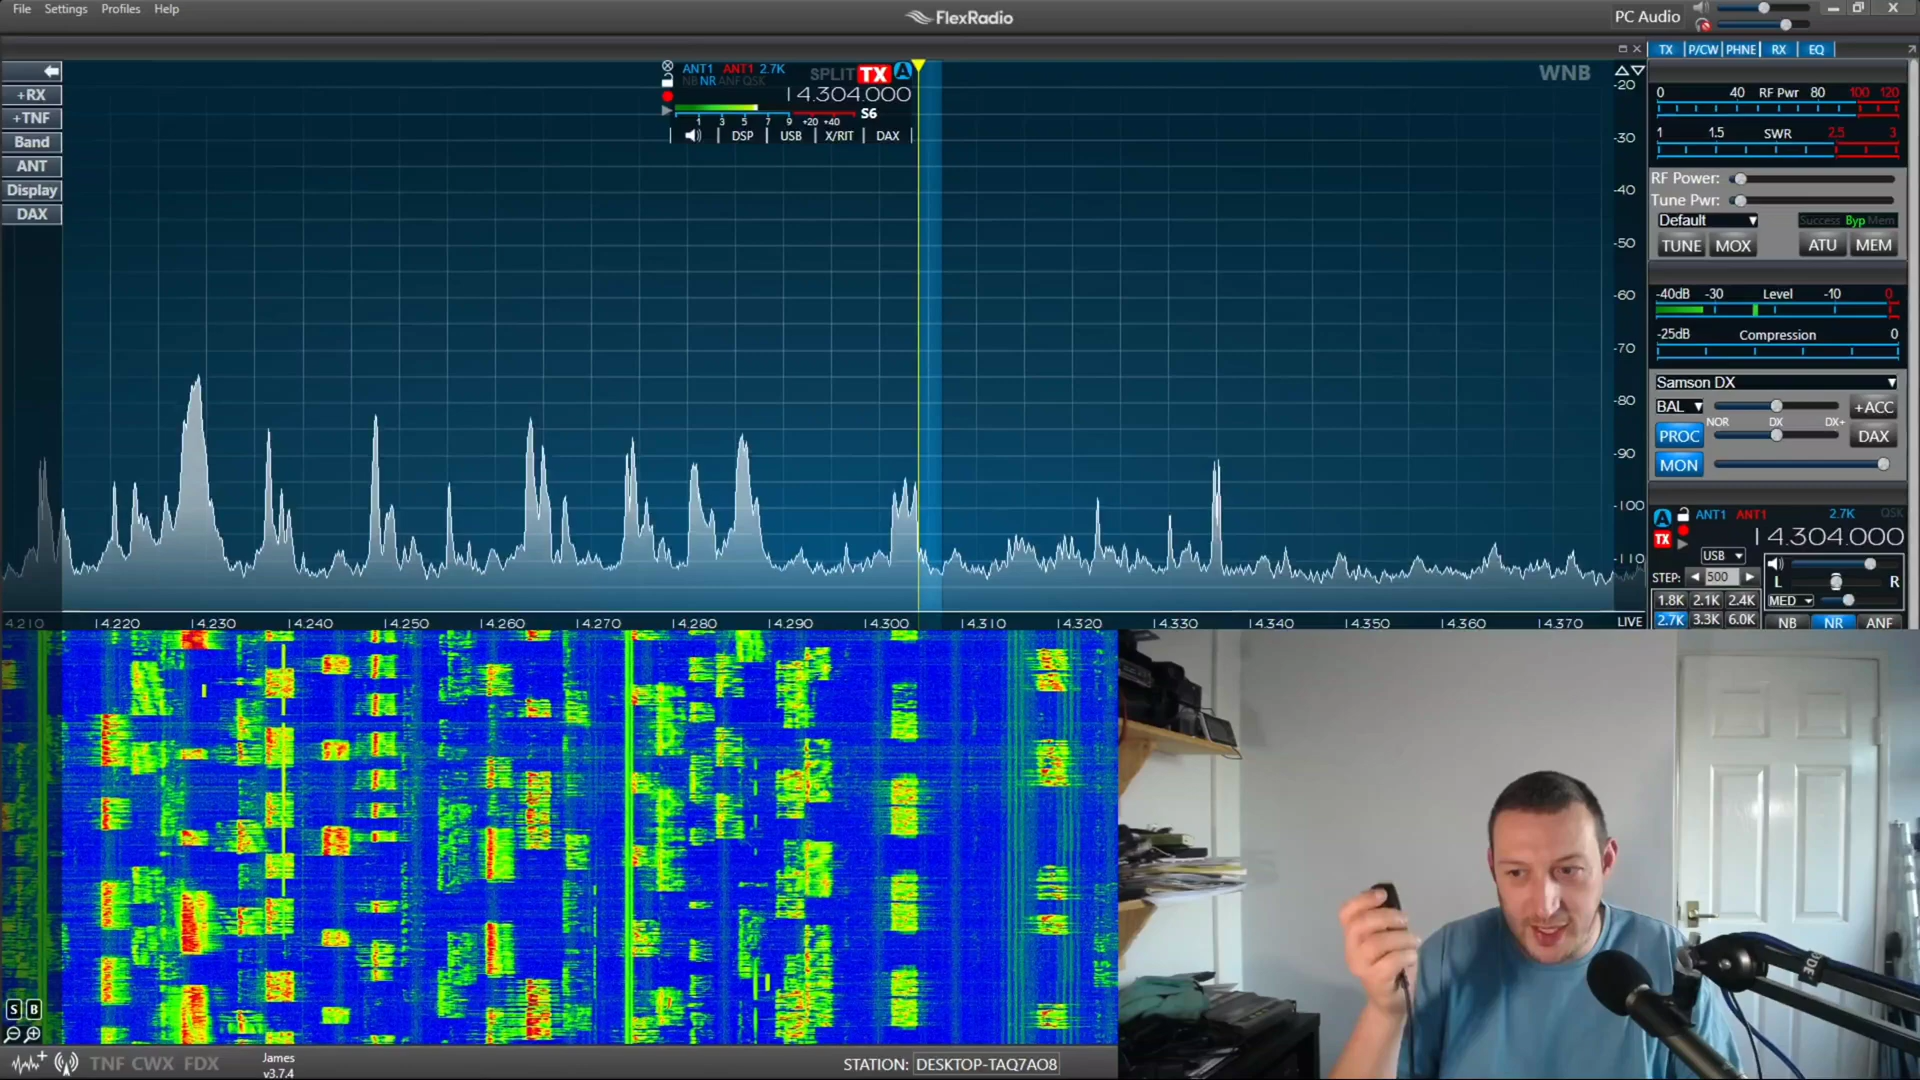 File Settings Profiles Help
FlexRadio
PC Audio
+RX
+TNF
Band
ANT
Display
DAX
ANT1 ANT1 2.7K
NB NR ANF QSK
SPLIT TX A
14.304.000
1 3 5 7 9 +20 +40 S6
DSP USB X/RIT DAX
WNB
-20
-30
-40
-50
-60
-70
-80
-90
-100
-110
14.210 14.220 14.230 14.240 14.250 14.260 14.270 14.280 14.290 14.300 14.310 14.320 14.330 14.340 14.350 14.360 14.370 LIVE
TX P/CW PHNE RX EQ
0 40 RF Pwr 80 100 120
1 1.5 SWR 2.5 3
RF Power:
Tune Pwr:
Default Success Byp Mem
TUNE MOX ATU MEM
-40dB -30 Level -10 0
-25dB Compression 0
Samson DX
BAL +ACC
NOR DX DX+
PROC DAX
MON
A ANT1 ANT1 2.7K QSK
TX 14.304.000
USB
STEP: 500 L R
1.8K 2.1K 2.4K MED
2.7K 3.3K 6.0K NB NR ANF
S B
TNF CWX FDX
James
v3.7.4
STATION: DESKTOP-TAQ7AO8